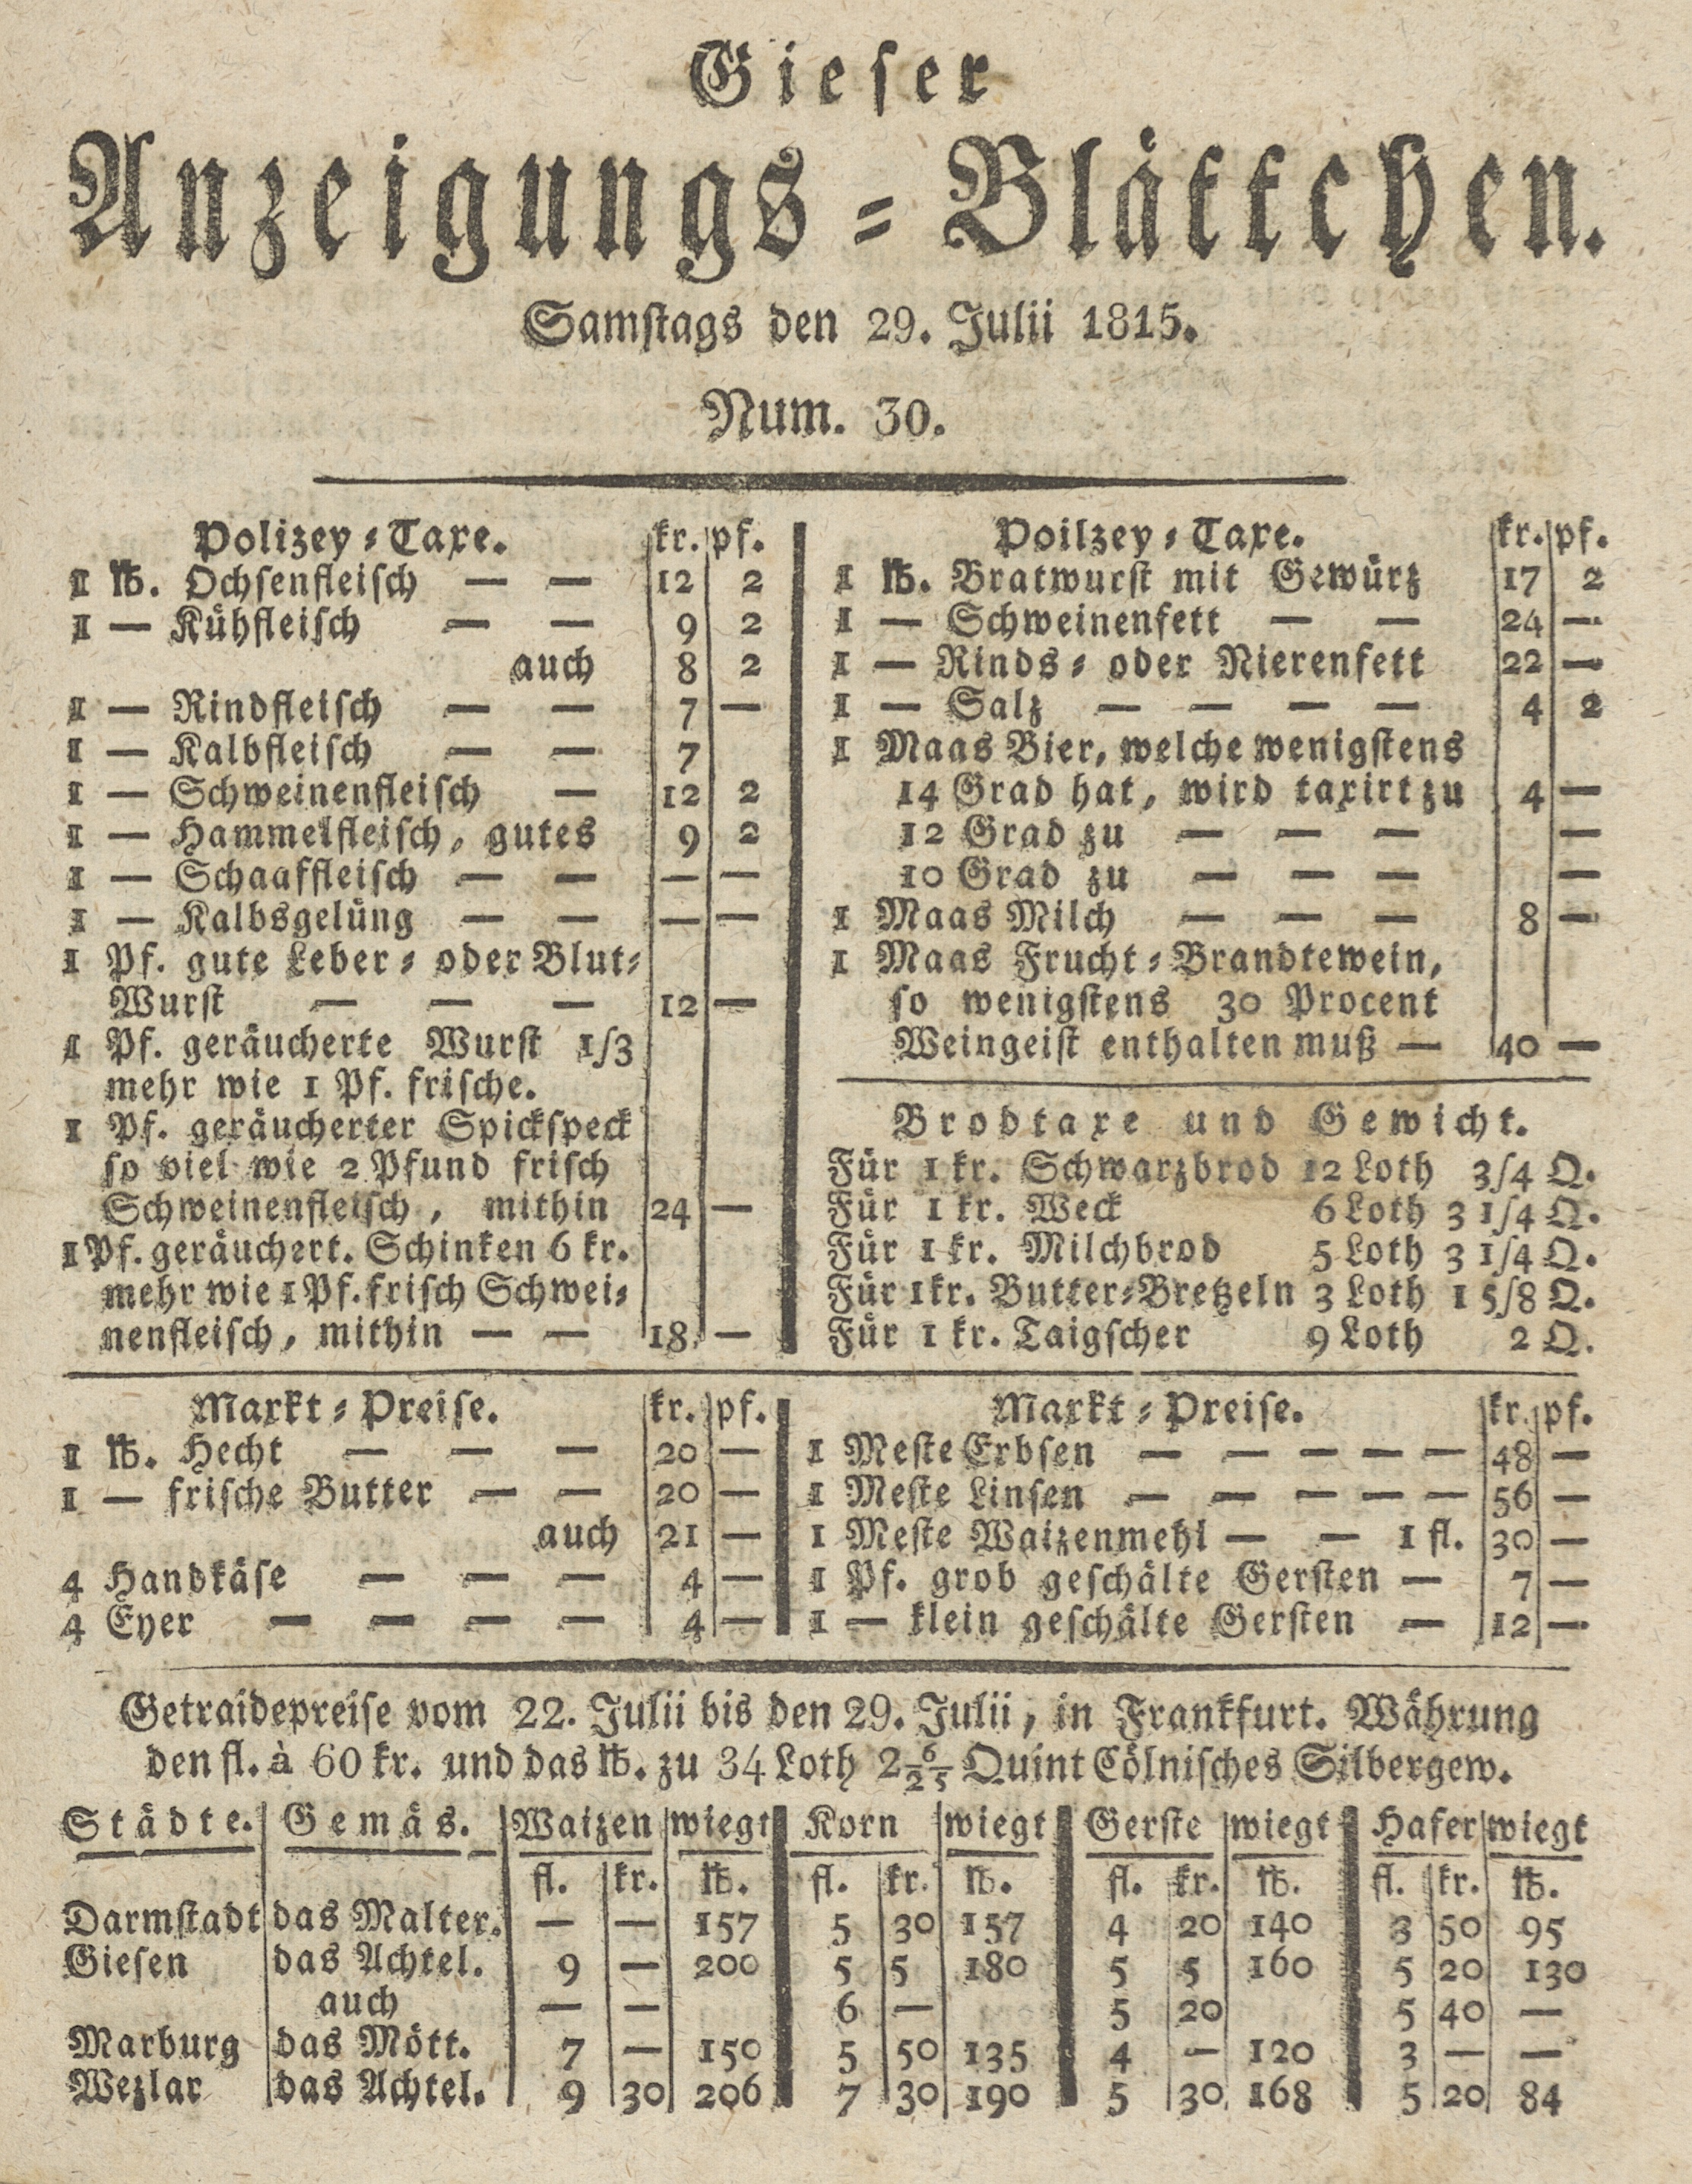 Gieser
Anzeigungs-Blättchen.
Samstags den 29. Julii 1815.
Num. 30.
Polizey-Taxe. kr. pf.
1 ℔. Ochsenfleisch — — 12 2
1 — Kühfleisch — — 9 2
auch 8 2
1 — Rindfleisch — — 7 —
1 — Kalbfleisch — — 7
1 — Schweinenfleisch — 12 2
1 — Hammelfleisch, gutes 9 2
1 — Schaaffleisch — — — —
1 — Kalbsgelüng — — — —
1 Pf. gute Leber- oder Blut-
Wurst — — — 12 —
1 Pf. geräucherte Wurst 1/3
mehr wie 1 Pf. frische.
1 Pf. geräucherter Spickspeck
so viel wie 2 Pfund frisch
Schweinenfleisch, mithin 24 —
1 Pf. geräuchert. Schinken 6 kr.
mehr wie 1 Pf. frisch Schwei-
nenfleisch, mithin — — 18 —
Poilzey-Taxe. kr. pf.
1 ℔. Bratwurst mit Gewürz 17 2
1 — Schweinenfett — — 24 —
1 — Rinds- oder Nierenfett 22 —
1 — Salz — — — — 4 2
1 Maas Bier, welche wenigstens
14 Grad hat, wird taxirt zu 4 —
12 Grad zu — — — —
10 Grad zu — — — —
1 Maas Milch — — — 8 —
1 Maas Frucht-Brandtewein,
so wenigstens 30 Procent
Weingeist enthalten muß — 40 —
Brodtaxe und Gewicht.
Für 1 kr. Schwarzbrod 12 Loth 3/4 Q.
Für 1 kr. Weck 6 Loth 3 1/4 Q.
Für 1 kr. Milchbrod 5 Loth 3 1/4 Q.
Für 1 kr. Butter-Bretzeln 3 Loth 1 5/8 Q.
Für 1 kr. Taigscher 9 Loth 2 Q.
Markt-Preise. kr. pf.
1 ℔. Hecht — — — 20 —
1 — frische Butter — — 20 —
auch 21 —
4 Handkäse — — — 4 —
4 Eyer — — — — 4 —
Markt-Preise. kr. pf.
1 Meste Erbsen — — — — — 48 —
1 Meste Linsen — — — — — 56 —
1 Meste Waizenmehl — — 1 fl. 30 —
1 Pf. grob geschälte Gersten — 7 —
1 — klein geschälte Gersten — 12 —
Getraidepreise vom 22. Julii bis den 29. Julii, in Frankfurt. Währung
den fl. à 60 kr. und das ℔. zu 34 Loth 2 6/25 Quint Cölnisches Silbergew.
Städte. Gemäs. Waizen wiegt Korn wiegt Gerste wiegt Hafer wiegt
fl. kr. ℔. fl. kr. ℔. fl. kr. ℔. fl. kr. ℔.
Darmstadt das Malter. — — 157 5 30 157 4 20 140 3 50 95
Giesen das Achtel. 9 — 200 5 5 180 5 5 160 5 20 130
auch — — 6 — 5 20 5 40 —
Marburg das Mött. 7 — 150 5 50 135 4 — 120 3 — —
Wezlar das Achtel. 9 30 206 7 30 190 5 30 168 5 20 84